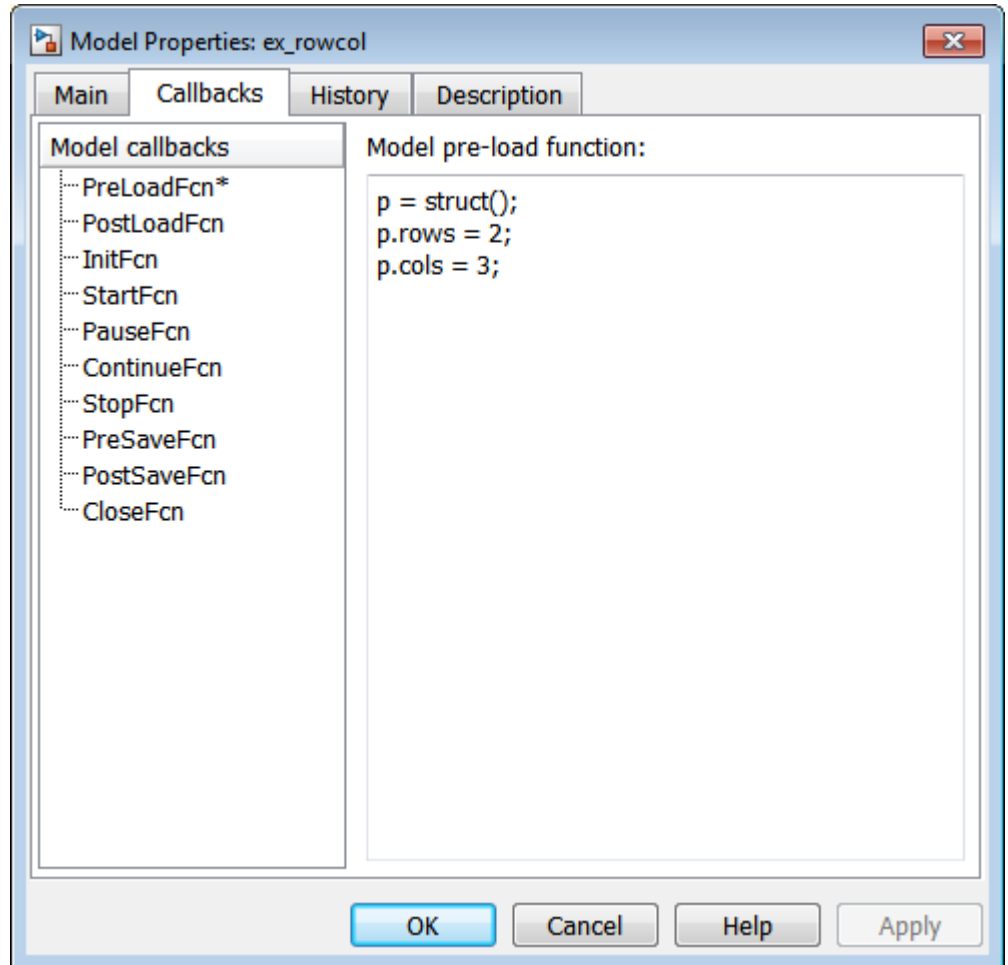 Model Properties: ex_rowcol
Main Callbacks History Description
Model callbacks
PreLoadFcn*
PostLoadFcn
InitFcn
StartFcn
PauseFcn
ContinueFcn
StopFcn
PreSaveFcn
PostSaveFcn
CloseFcn
Model pre-load function:
p = struct();
p.rows = 2;
p.cols = 3;
OK Cancel Help Apply